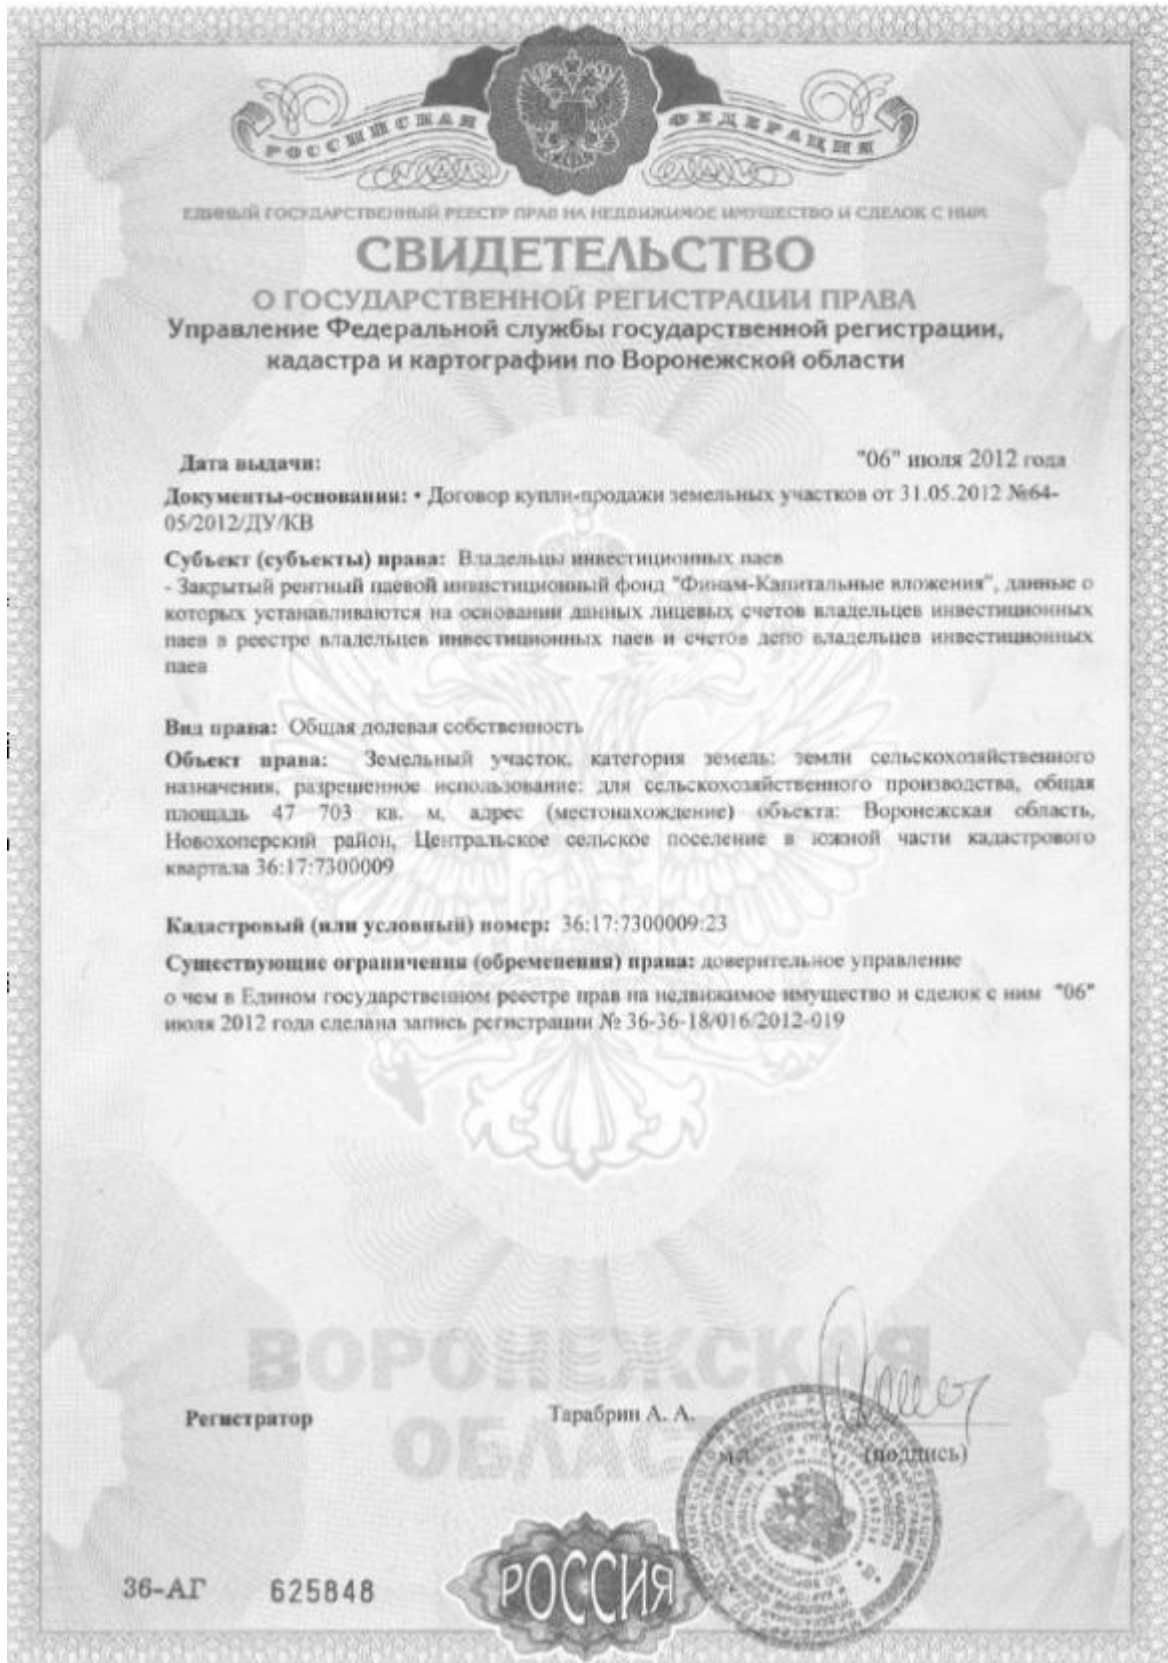 РОССИЙСКАЯ ФЕДЕРАЦИЯ
ЕДИНЫЙ ГОСУДАРСТВЕННЫЙ РЕЕСТР ПРАВ НА НЕДВИЖИМОЕ ИМУЩЕСТВО И СДЕЛОК С НИМ
СВИДЕТЕЛЬСТВО
О ГОСУДАРСТВЕННОЙ РЕГИСТРАЦИИ ПРАВА
Управление Федеральной службы государственной регистрации,
кадастра и картографии по Воронежской области
Дата выдачи: "06" июля 2012 года
Документы-основания: • Договор купли-продажи земельных участков от 31.05.2012 №64-
05/2012/ДУ/КВ
Субъект (субъекты) права: Владельцы инвестиционных паев
- Закрытый рентный паевой инвестиционный фонд "Финам-Капитальные вложения", данные о
которых устанавливаются на основании данных лицевых счетов владельцев инвестиционных
паев в реестре владельцев инвестиционных паев и счетов депо владельцев инвестиционных
паев
Вид права: Общая долевая собственность
Объект права: Земельный участок, категория земель: земли сельскохозяйственного
назначения, разрешенное использование: для сельскохозяйственного производства, общая
площадь 47 703 кв. м, адрес (местонахождение) объекта: Воронежская область,
Новохоперский район, Центральское сельское поселение в южной части кадастрового
квартала 36:17:7300009
Кадастровый (или условный) номер: 36:17:7300009:23
Существующие ограничения (обременения) права: доверительное управление
о чем в Едином государственном реестре прав на недвижимое имущество и сделок с ним "06"
июля 2012 года сделана запись регистрации № 36-36-18/016/2012-019
ВОРОНЕЖСКАЯ
ОБЛАСТЬ
Регистратор Тарабрин А. А.
м.п. (подпись)
36-АГ 625848
РОССИЯ